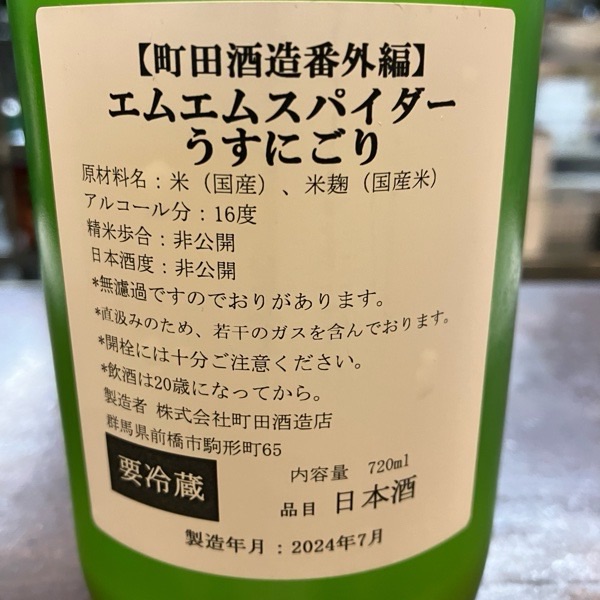 【町田酒造番外編】
エムエムスパイダー
うすにごり
原材料名：米（国産）、米麹（国産米）
アルコール分：16度
精米歩合：非公開
日本酒度：非公開
*無濾過ですのでおりがあります。
*直汲みのため、若干のガスを含んでおります。
*開栓には十分ご注意ください。
*飲酒は20歳になってから。
製造者 株式会社町田酒造店
群馬県前橋市駒形町65
要冷蔵
内容量 720ml
品目 日本酒
製造年月：2024年7月